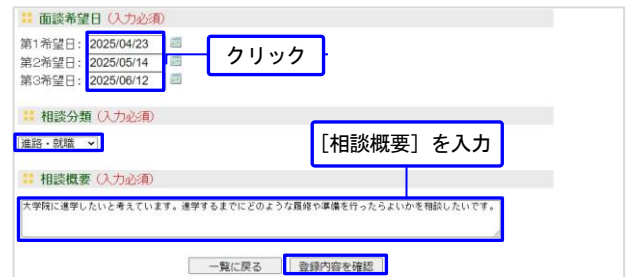 面談希望日（入力必須）
第1希望日： 2025/04/23
第2希望日： 2025/05/14
第3希望日： 2025/06/12
クリック
相談分類（入力必須）
進路・就職
［相談概要］を入力
相談概要（入力必須）
大学院に進学したいと考えています。進学するまでにどのような履修や準備を行ったらよいかを相談したいです。
一覧に戻る 登録内容を確認